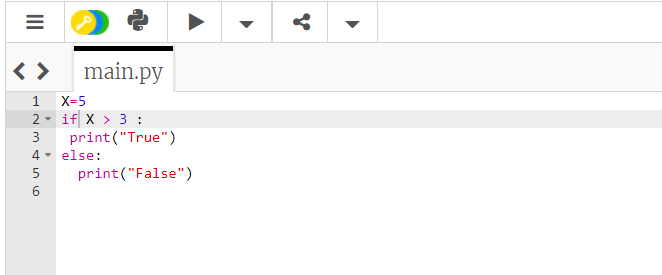 main.py
1 X=5
2 if X > 3 :
3  print("True")
4 else:
5   print("False")
6